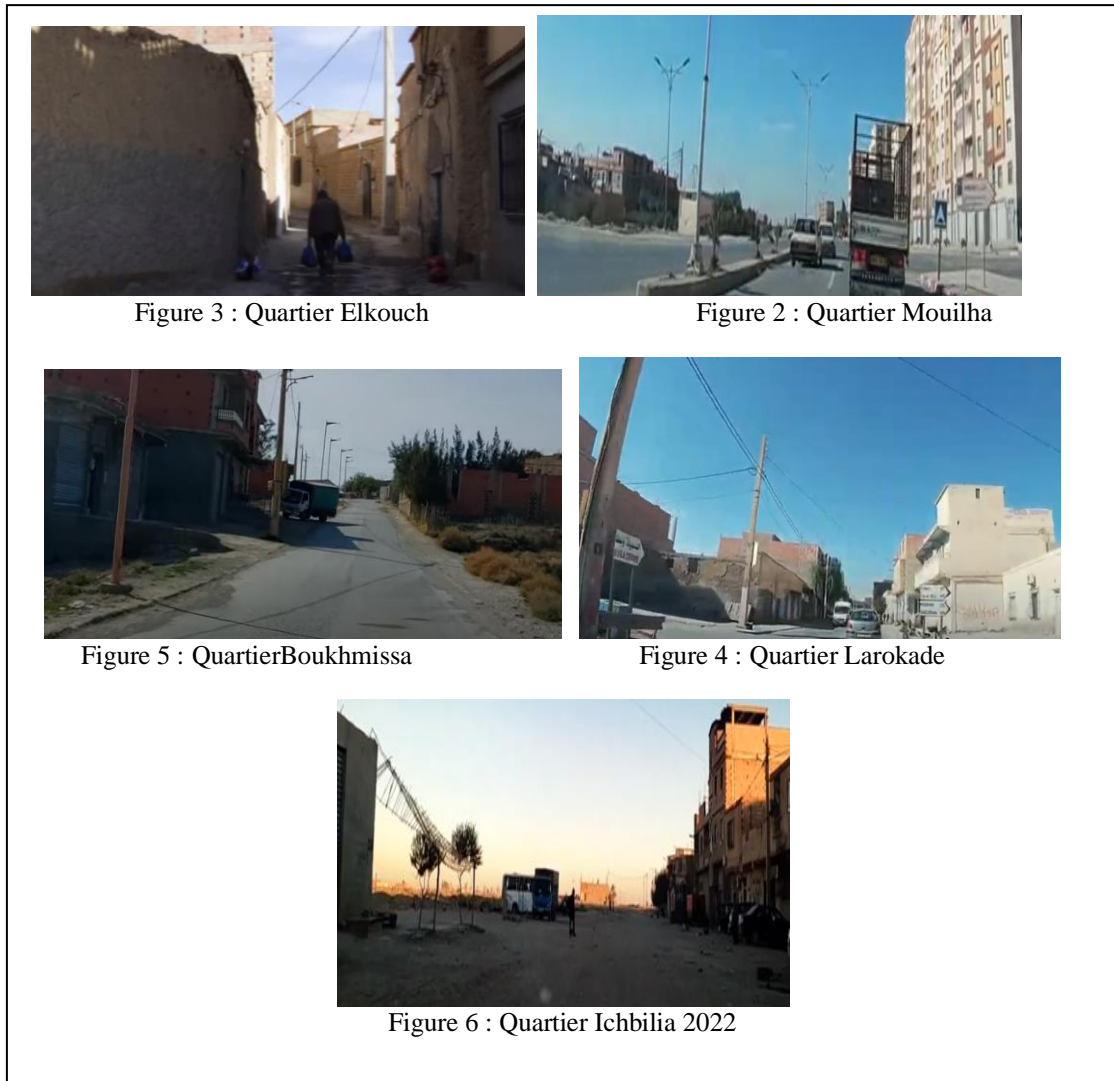 Figure 3 : Quartier Elkouch
Figure 2 : Quartier Mouilha
Figure 5 : QuartierBoukhmissa
Figure 4 : Quartier Larokade
Figure 6 : Quartier Ichbilia 2022